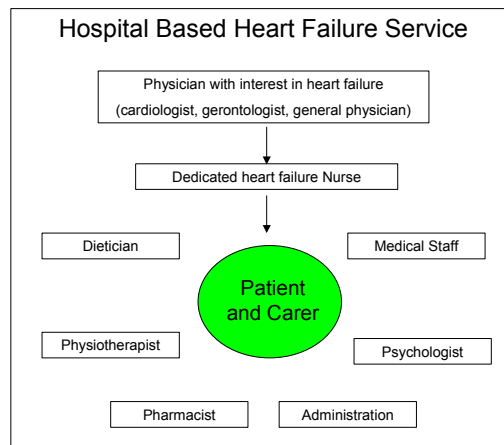 Hospital Based Heart Failure Service
Physician with interest in heart failure
(cardiologist, gerontologist, general physician)
Dedicated heart failure Nurse
Dietician
Medical Staff
Patient
and Carer
Physiotherapist
Psychologist
Pharmacist
Administration